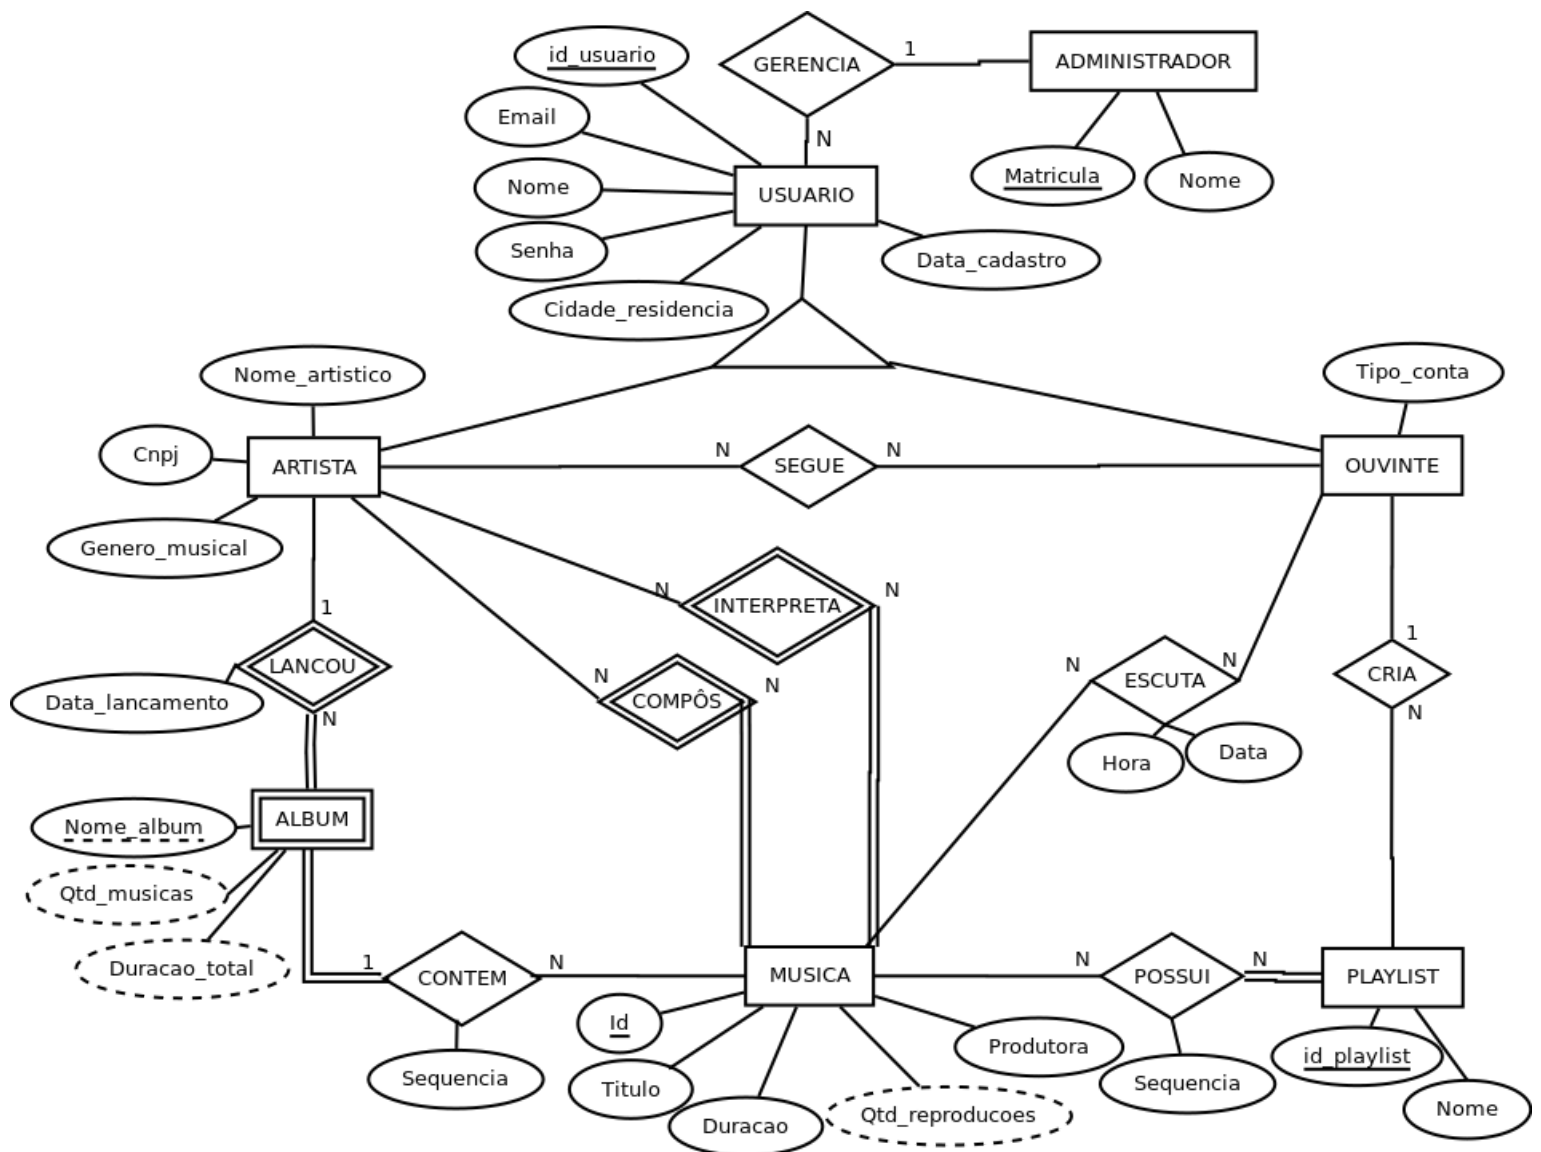 id_usuario
GERENCIA
1
ADMINISTRADOR
Email
N
Matricula
Nome
Nome
USUARIO
Senha
Data_cadastro
Cidade_residencia
Nome_artistico
Tipo_conta
Cnpj
ARTISTA
N
SEGUE
N
OUVINTE
Genero_musical
1
N
INTERPRETA
N
1
LANCOU
N
COMPÔS
N
N
ESCUTA
N
CRIA
Data_lancamento
N
N
Hora
Data
Nome_album
ALBUM
Qtd_musicas
Duracao_total
1
CONTEM
N
MUSICA
N
POSSUI
N
PLAYLIST
Id
Produtora
id_playlist
Sequencia
Titulo
Sequencia
Duracao
Qtd_reproducoes
Nome